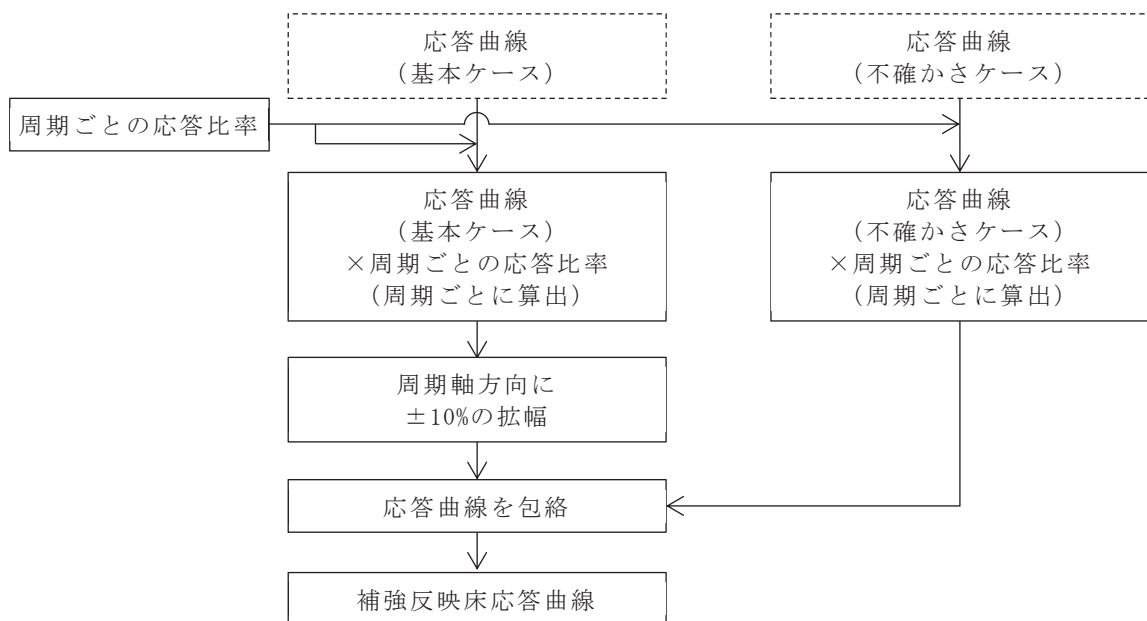 応答曲線
（基本ケース）
応答曲線
（不確かさケース）
周期ごとの応答比率
応答曲線
（基本ケース）
×周期ごとの応答比率
（周期ごとに算出）
応答曲線
（不確かさケース）
×周期ごとの応答比率
（周期ごとに算出）
周期軸方向に
±10%の拡幅
応答曲線を包絡
補強反映床応答曲線